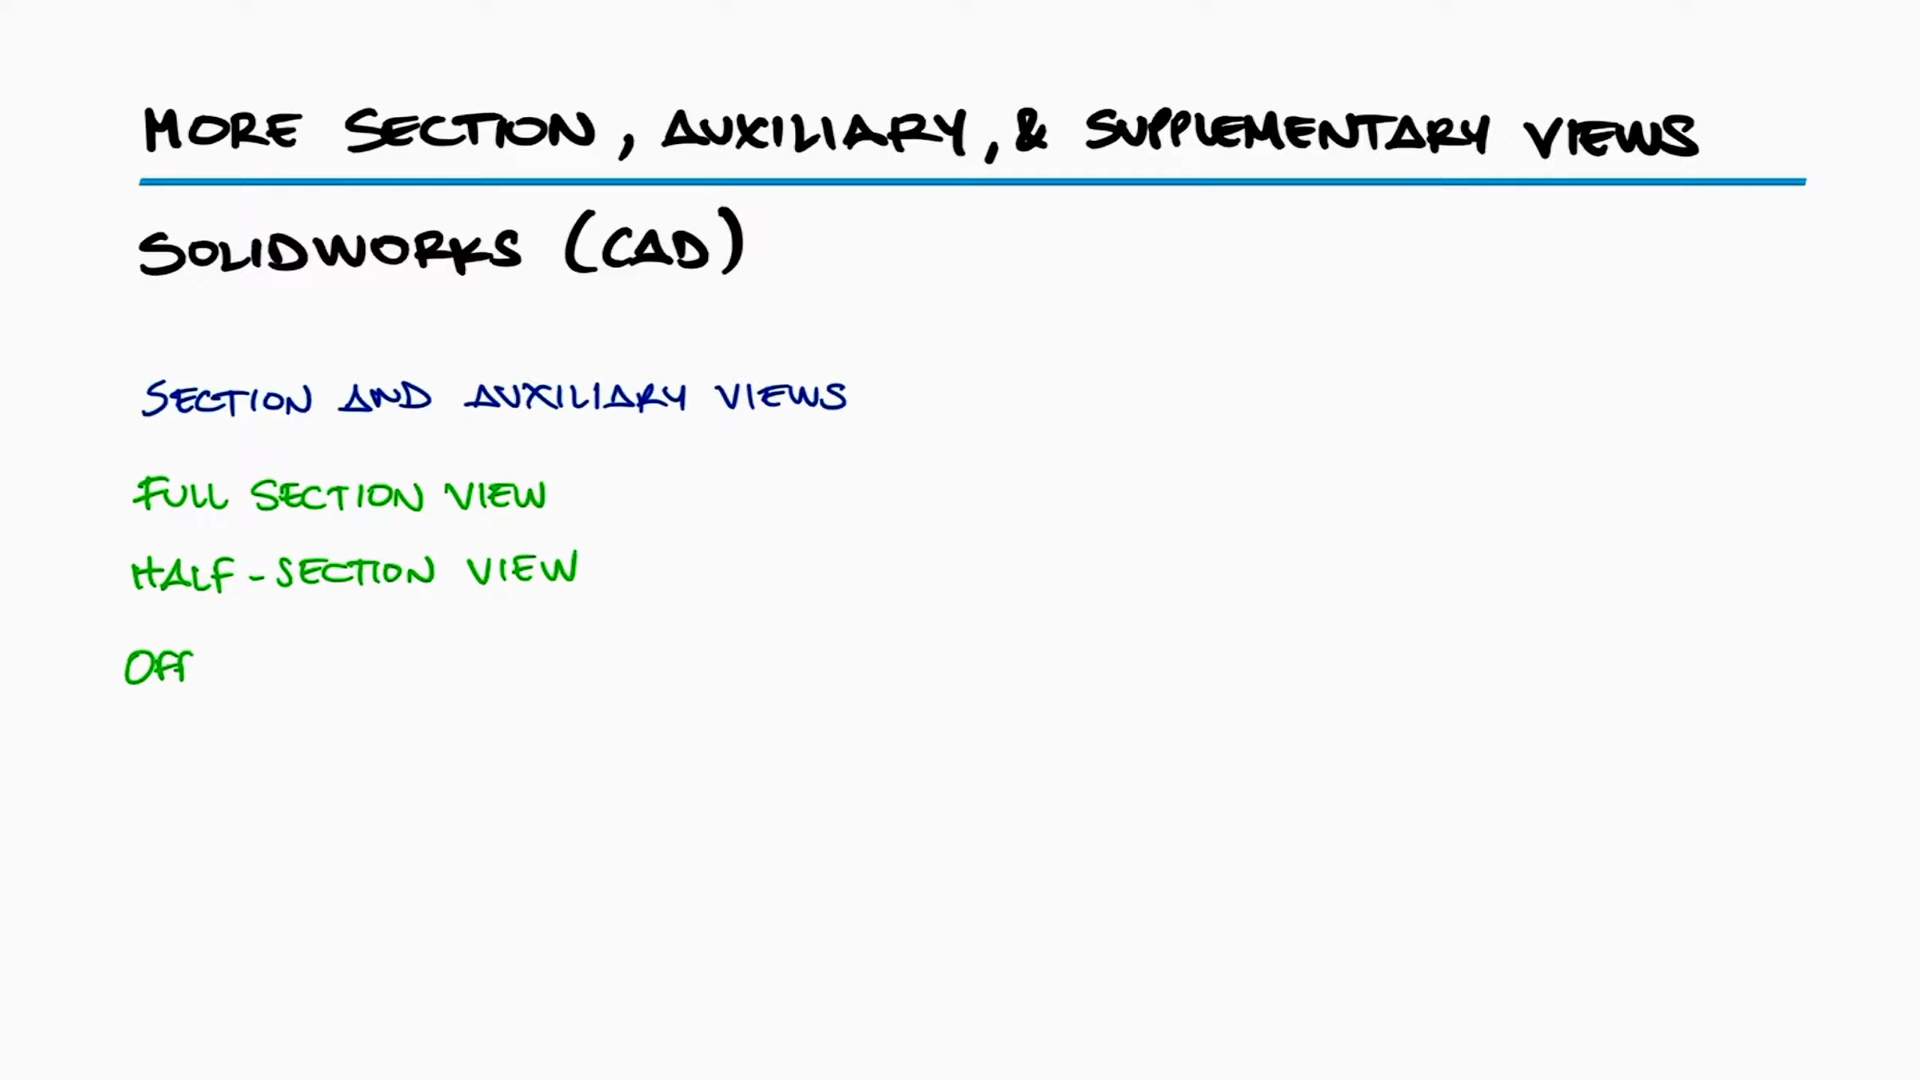 MORE SECTION, AUXILIARY, & SUPPLEMENTARY VIEWS
SOLIDWORKS (CAD)
SECTION AND AUXILIARY VIEWS
FULL SECTION VIEW
HALF-SECTION VIEW
OFF